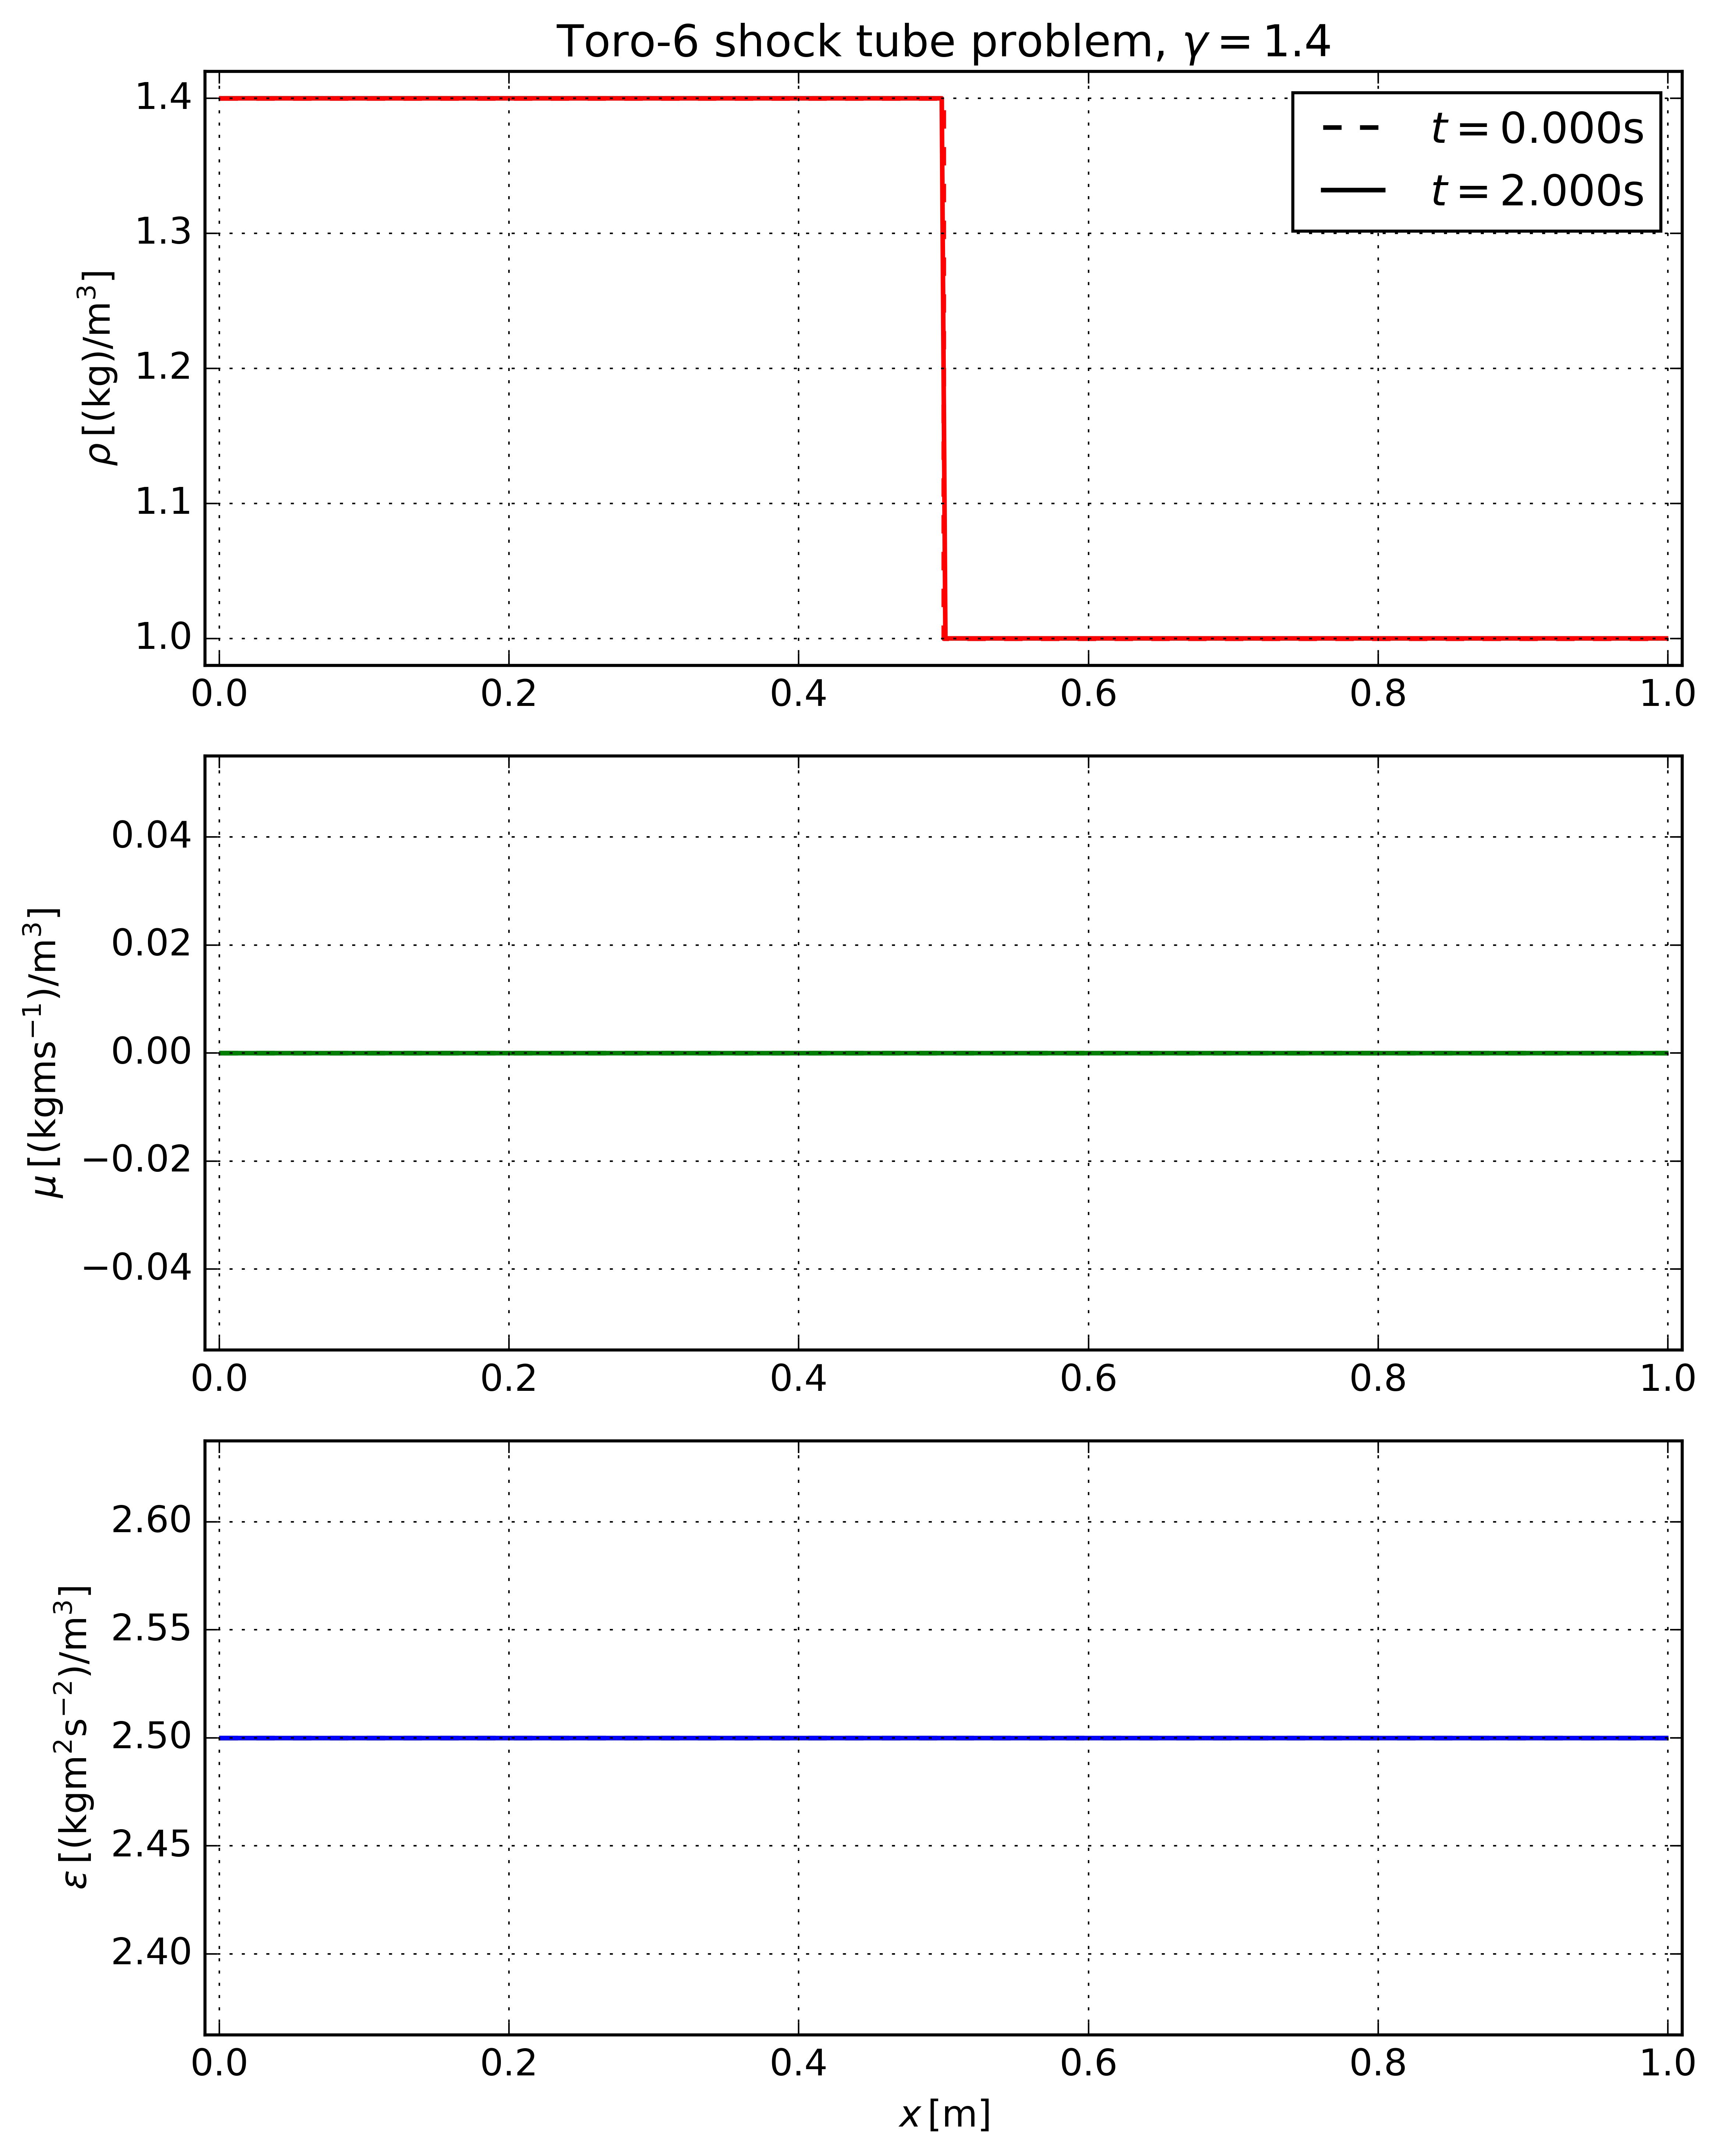 Toro-6 shock tube problem, γ = 1.4
1.4
1.3
1.2
1.1
1.0
ρ [(kg)/m³]
t = 0.000s
t = 2.000s
0.0 0.2 0.4 0.6 0.8 1.0
0.04
0.02
0.00
−0.02
−0.04
μ [(kgms⁻¹)/m³]
0.0 0.2 0.4 0.6 0.8 1.0
2.60
2.55
2.50
2.45
2.40
ε [(kgm²s⁻²)/m³]
0.0 0.2 0.4 0.6 0.8 1.0
x [m]